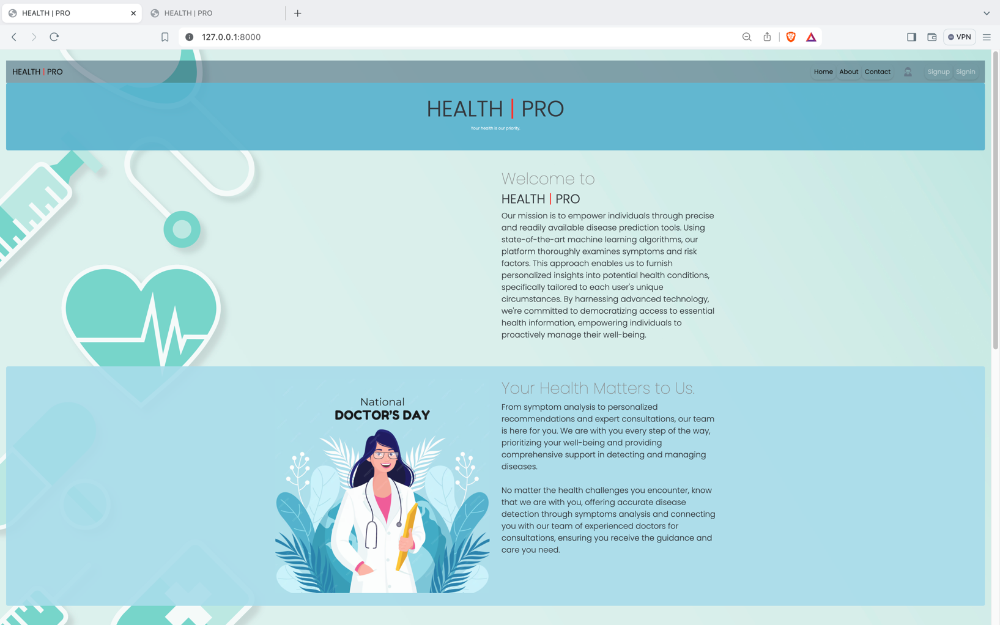 HEALTH | PRO
HEALTH | PRO
127.0.0.1:8000
VPN
HEALTH | PRO
Home About Contact Signup Signin
HEALTH | PRO
Your health is our priority.
Welcome to
HEALTH | PRO
Our mission is to empower individuals through precise
and readily available disease prediction tools. Using
state-of-the-art machine learning algorithms, our
platform thoroughly examines symptoms and risk
factors. This approach enables us to furnish
personalized insights into potential health conditions,
specifically tailored to each user's unique
circumstances. By harnessing advanced technology,
we're committed to democratizing access to essential
health information, empowering individuals to
proactively manage their well-being.
National
DOCTOR'S DAY
Your Health Matters to Us.
From symptom analysis to personalized
recommendations and expert consultations, our team
is here for you. We are with you every step of the way,
prioritizing your well-being and providing
comprehensive support in detecting and managing
diseases.
No matter the health challenges you encounter, know
that we are with you, offering accurate disease
detection through symptoms analysis and connecting
you with our team of experienced doctors for
consultations, ensuring you receive the guidance and
care you need.